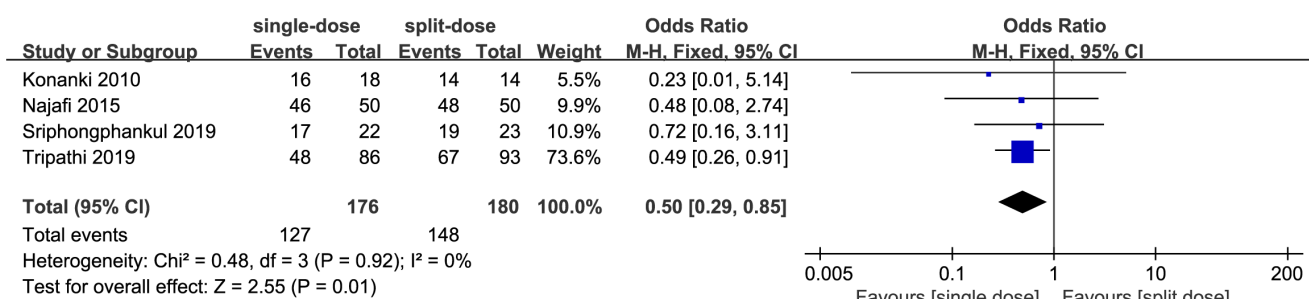 single-dose split-dose Odds Ratio Odds Ratio
Study or Subgroup Events Total Events Total Weight M-H, Fixed, 95% CI M-H, Fixed, 95% CI
Konanki 2010 16 18 14 14 5.5% 0.23 [0.01, 5.14]
Najafi 2015 46 50 48 50 9.9% 0.48 [0.08, 2.74]
Sriphongphankul 2019 17 22 19 23 10.9% 0.72 [0.16, 3.11]
Tripathi 2019 48 86 67 93 73.6% 0.49 [0.26, 0.91]
Total (95% CI) 176 180 100.0% 0.50 [0.29, 0.85]
Total events 127 148
Heterogeneity: Chi² = 0.48, df = 3 (P = 0.92); I² = 0%
Test for overall effect: Z = 2.55 (P = 0.01)
0.005 0.1 1 10 200
Favours [single dose] Favours [split dose]